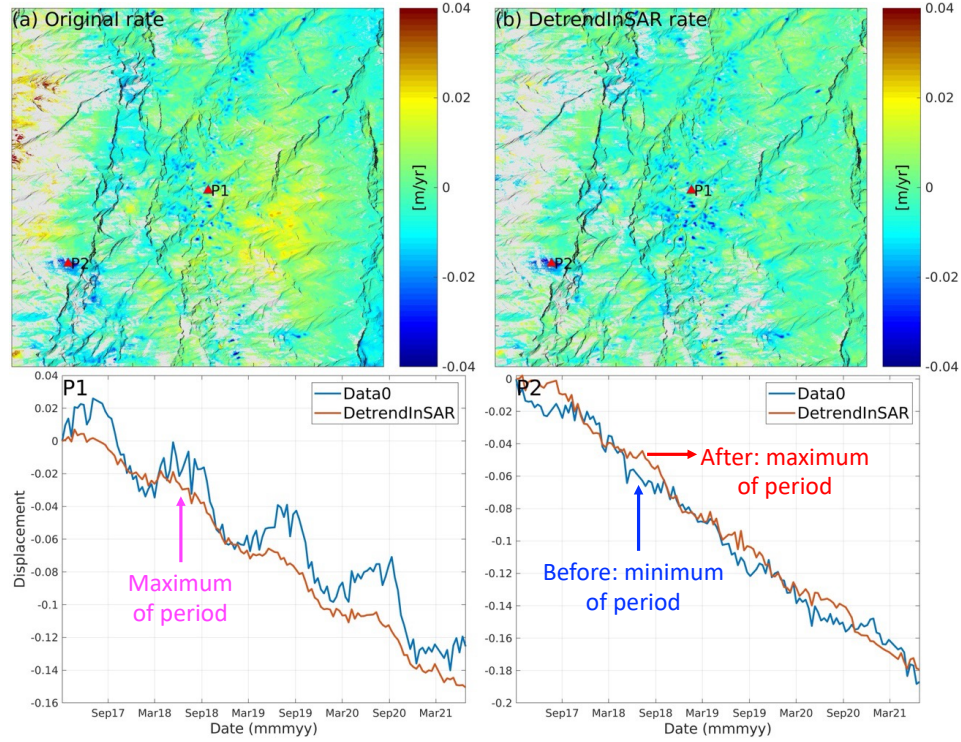 (a) Original rate
0.04
0.02
0
-0.02
-0.04
[m/yr]
P1
P2
(b) DetrendInSAR rate
0.04
0.02
0
-0.02
-0.04
[m/yr]
P1
P2
P1
Data0
DetrendInSAR
0.04
0.02
0
-0.02
-0.04
-0.06
-0.08
-0.1
-0.12
-0.14
-0.16
Displacement
Maximum
of period
Sep17
Mar18
Sep18
Mar19
Sep19
Mar20
Sep20
Mar21
Date (mmmyy)
P2
Data0
DetrendInSAR
0
-0.02
-0.04
-0.06
-0.08
-0.1
-0.12
-0.14
-0.16
-0.18
-0.2
After: maximum
of period
Before: minimum
of period
Sep17
Mar18
Sep18
Mar19
Sep19
Mar20
Sep20
Mar21
Date (mmmyy)